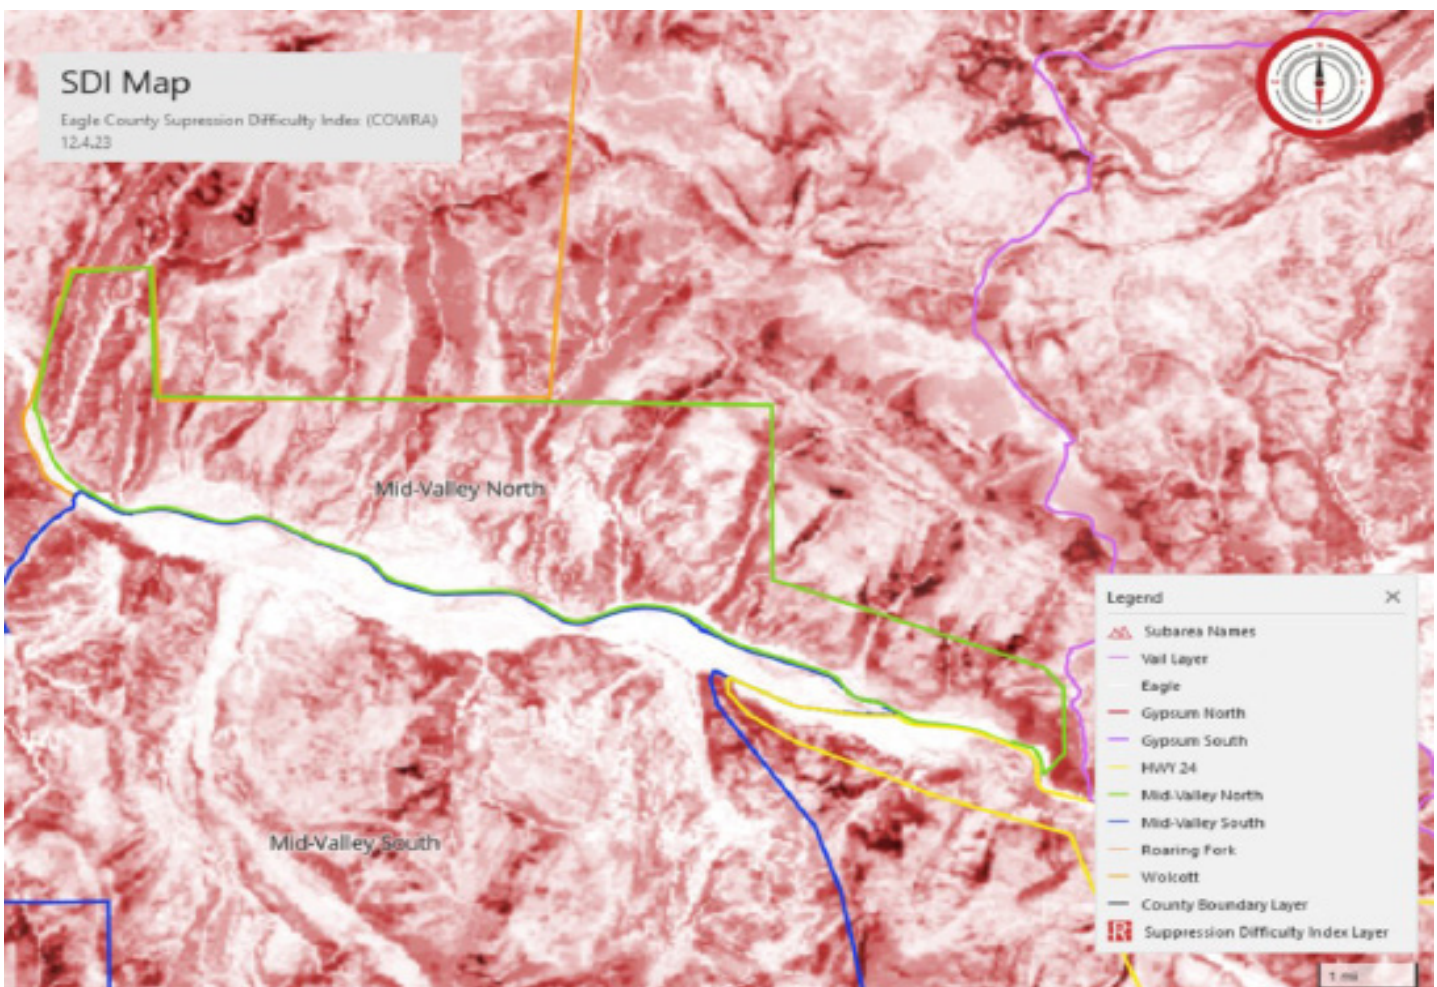 SDI Map
Eagle County Supression Difficulty Index (COWRA)
12.4.23
Mid-Valley North
Mid-Valley South
Legend
Subarea Names
Vail Layer
Eagle
Gypsum North
Gypsum South
HWY 24
Mid-Valley North
Mid-Valley South
Roaring Fork
Wolcott
County Boundary Layer
Suppression Difficulty Index Layer
1 mi